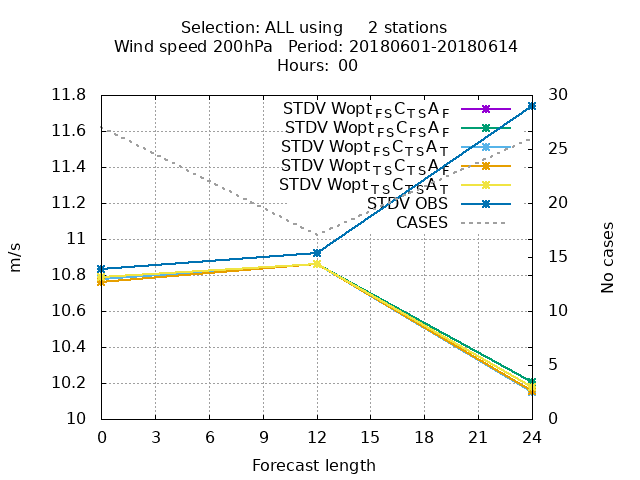 Selection: ALL using 2 stations
Wind speed 200hPa Period: 20180601-20180614
Hours: 00
11.8
11.6
11.4
11.2
11
10.8
10.6
10.4
10.2
10
m/s
STDV Wopt_FS C_TS A_F
STDV Wopt_FS C_FS A_F
STDV Wopt_FS C_TS A_T
STDV Wopt_TS C_TS A_F
STDV Wopt_TS C_TS A_T
STDV OBS
CASES
30
25
20
15
10
5
0
No cases
0 3 6 9 12 15 18 21 24
Forecast length